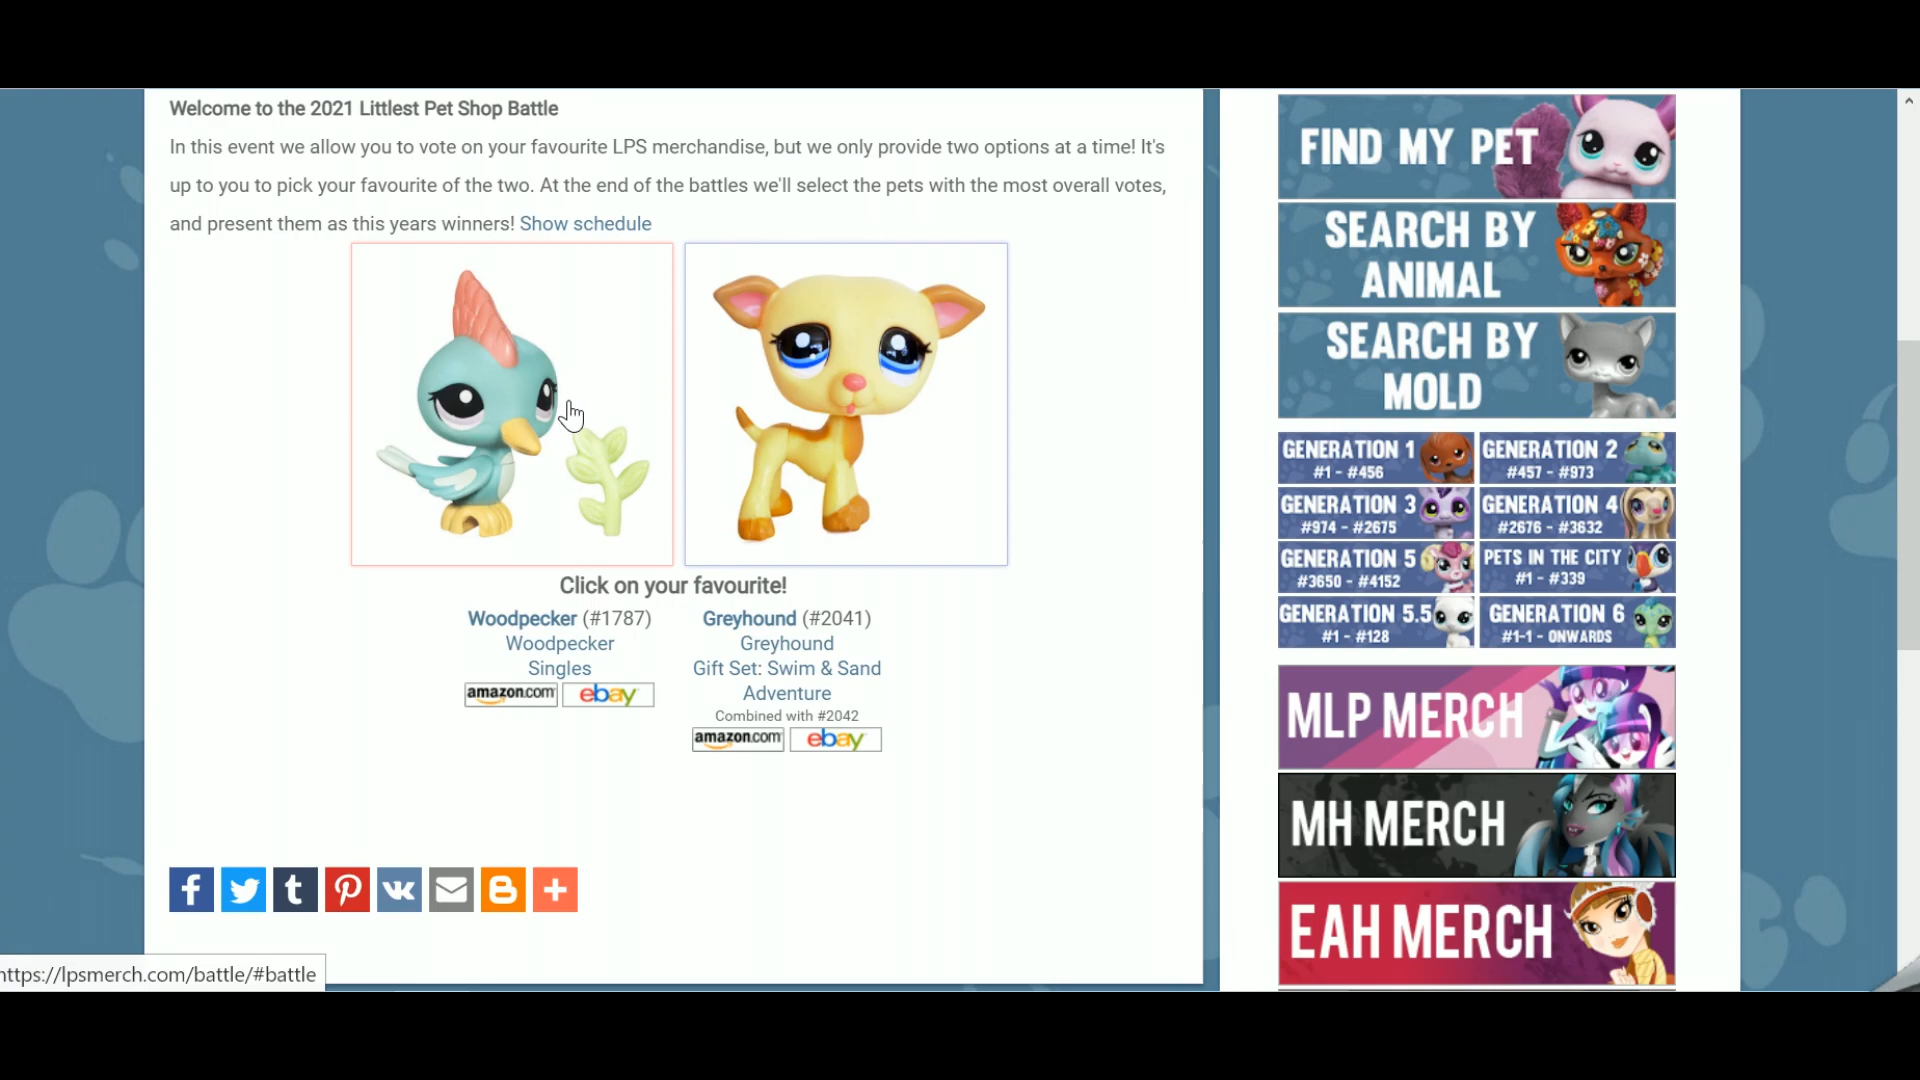 Welcome to the 2021 Littlest Pet Shop Battle
In this event we allow you to vote on your favourite LPS merchandise, but we only provide two options at a time! It's
up to you to pick your favourite of the two. At the end of the battles we'll select the pets with the most overall votes,
and present them as this years winners! Show schedule
Click on your favourite!
Woodpecker (#1787)
Woodpecker
Singles
amazon.com ebay
Greyhound (#2041)
Greyhound
Gift Set: Swim & Sand
Adventure
Combined with #2042
amazon.com ebay
https://lpsmerch.com/battle/#battle
FIND MY PET
SEARCH BY
ANIMAL
SEARCH BY
MOLD
GENERATION 1
#1 - #456
GENERATION 2
#457 - #973
GENERATION 3
#974 - #2675
GENERATION 4
#2676 - #3632
GENERATION 5
#3650 - #4152
PETS IN THE CITY
#1 - #339
GENERATION 5.5
#1 - #128
GENERATION 6
#1-1 - ONWARDS
MLP MERCH
MH MERCH
EAH MERCH